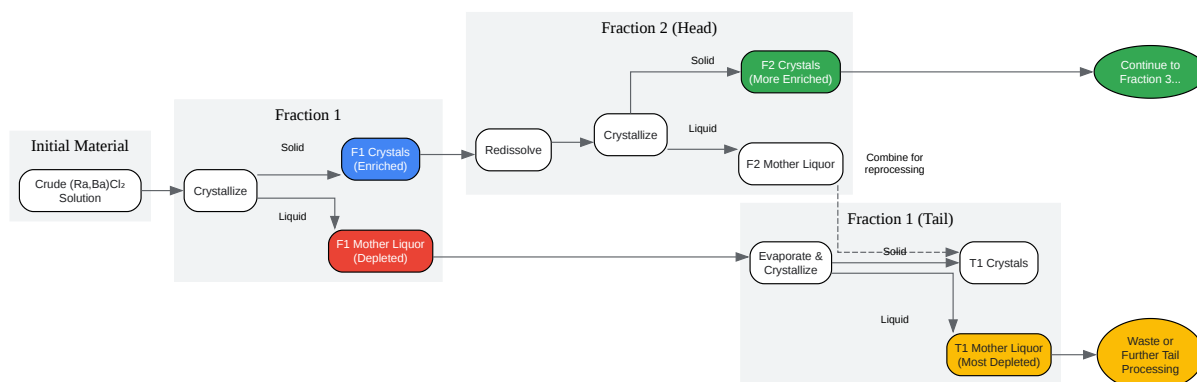 Initial Material
Crude (Ra,Ba)Cl₂
Solution
Fraction 1
Crystallize
Solid
Liquid
F1 Crystals
(Enriched)
F1 Mother Liquor
(Depleted)
Fraction 2 (Head)
Redissolve
Crystallize
Solid
Liquid
F2 Crystals
(More Enriched)
F2 Mother Liquor
Continue to
Fraction 3...
Combine for
reprocessing
Fraction 1 (Tail)
Evaporate &
Crystallize
Solid
Liquid
T1 Crystals
T1 Mother Liquor
(Most Depleted)
Waste or
Further Tail
Processing